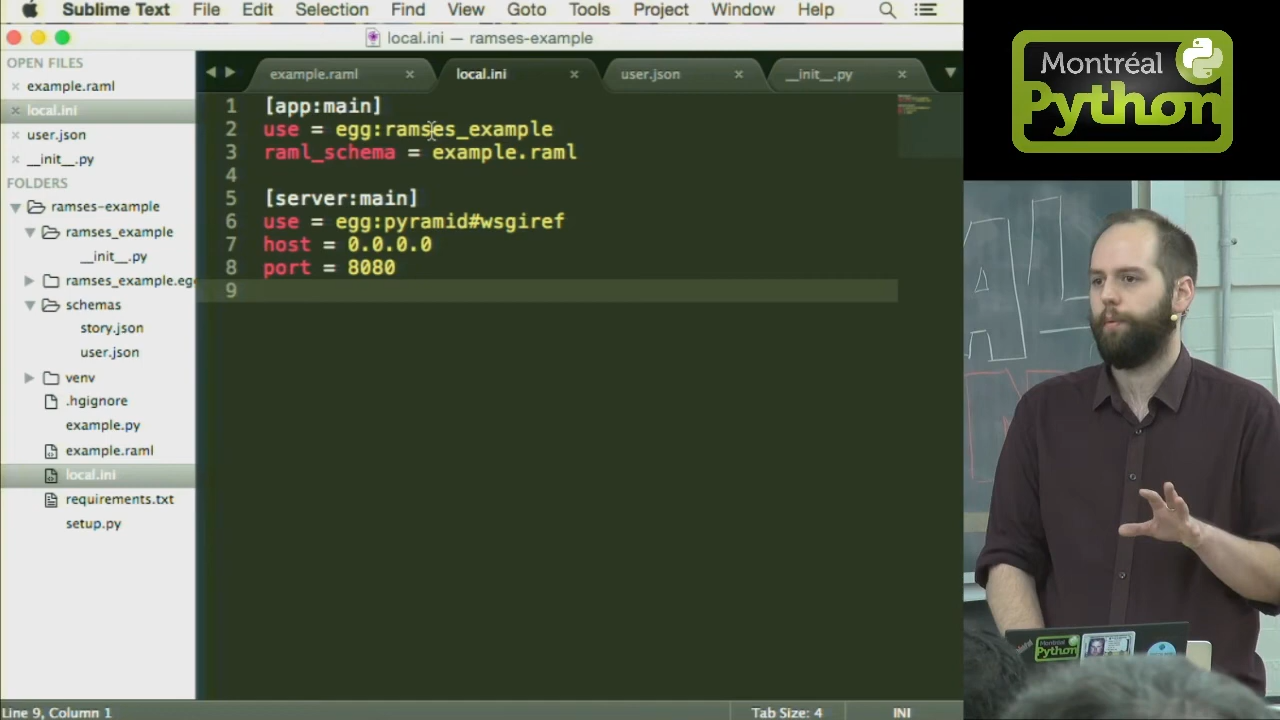 Sublime Text File Edit Selection Find View Goto Tools Project Window Help
local.ini — ramses-example
OPEN FILES
example.raml
local.ini
user.json
__init__.py
FOLDERS
ramses-example
ramses_example
__init__.py
ramses_example.eg
schemas
story.json
user.json
venv
.hgignore
example.py
example.raml
local.ini
requirements.txt
setup.py
example.raml local.ini user.json __init__.py
1 [app:main]
2 use = egg:ramses_example
3 raml_schema = example.raml
4
5 [server:main]
6 use = egg:pyramid#wsgiref
7 host = 0.0.0.0
8 port = 8080
9
Line 9, Column 1 Tab Size: 4 INI
Montréal
Python
Montréal
Python